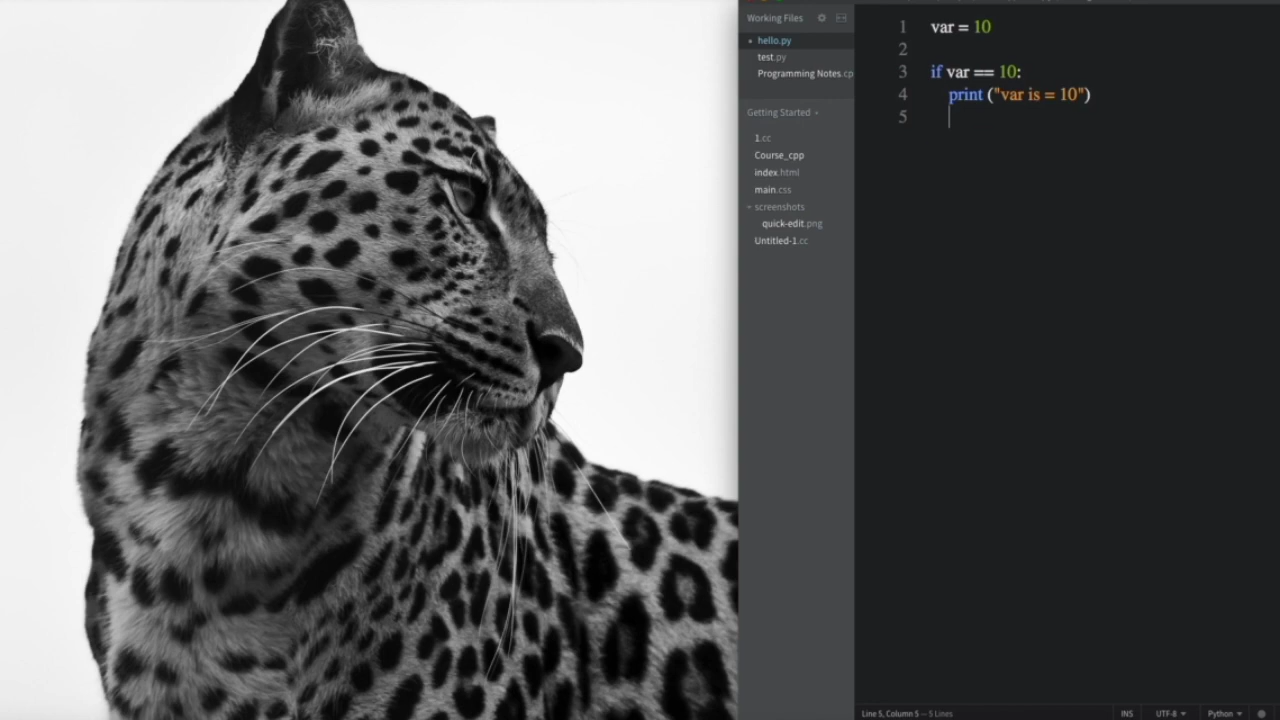 Working Files
hello.py
test.py
Programming Notes.cp
Getting Started
1.cc
Course_cpp
index.html
main.css
screenshots
quick-edit.png
Untitled-1.cc
1 var = 10
2
3 if var == 10:
4 print ("var is = 10")
5
Line 5, Column 5 — 5 Lines
INS UTF-8 Python